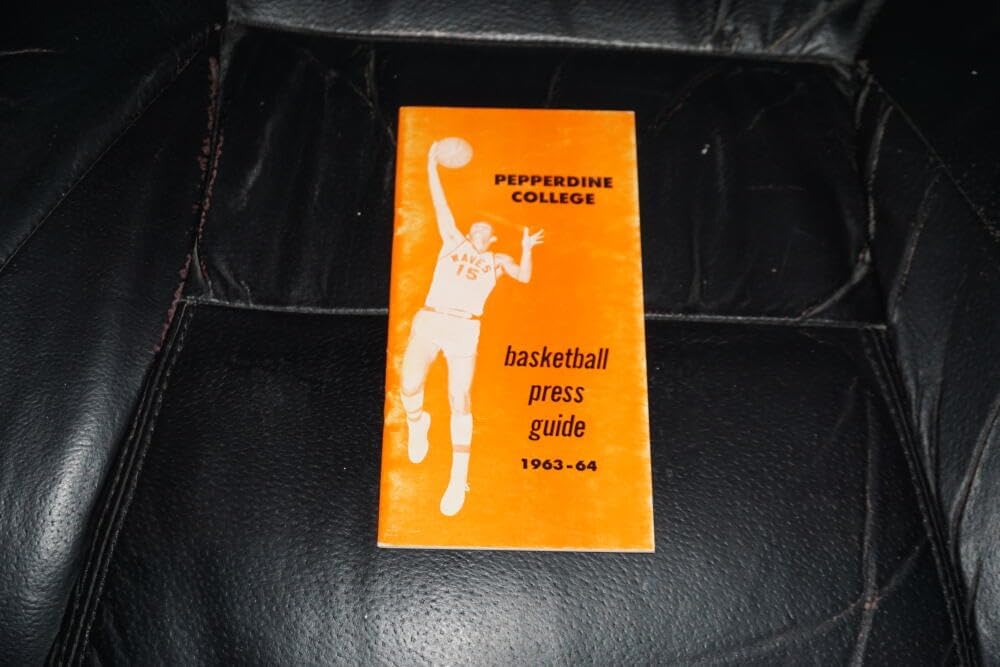 PEPPERDINE
COLLEGE
WAVES
15
basketball
press
guide
1963-64